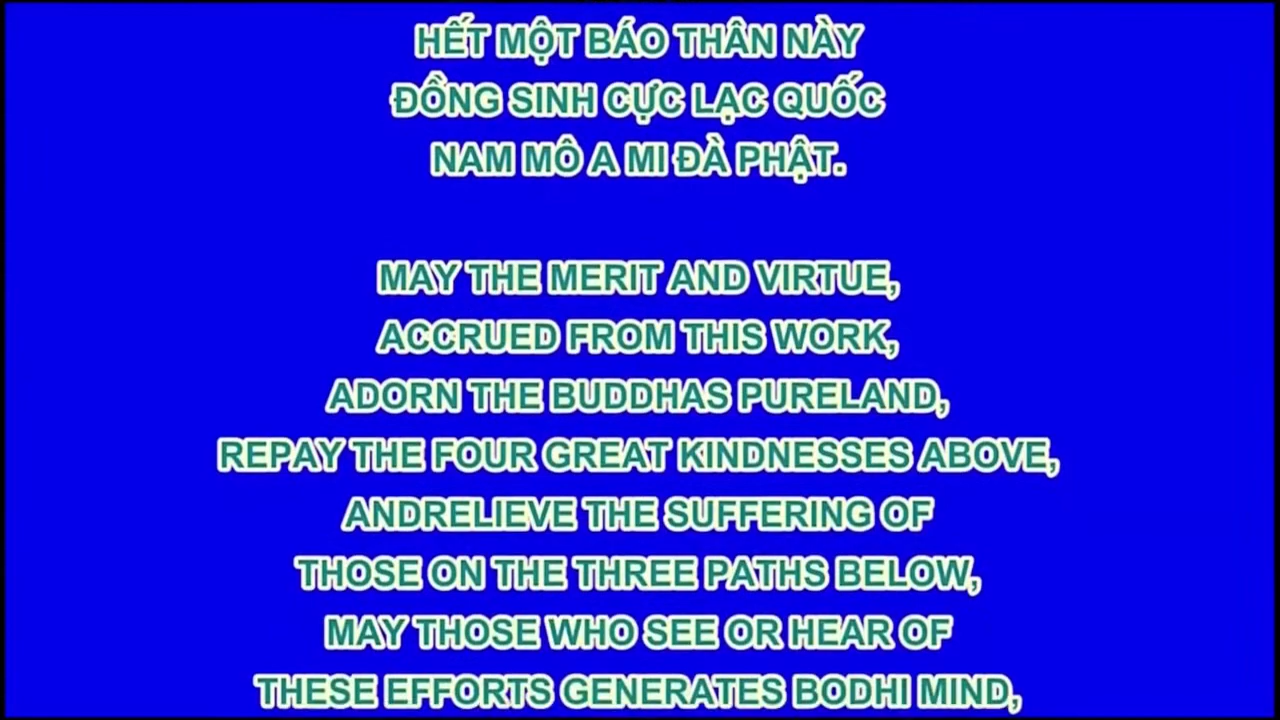 HẾT MỘT BÁO THÂN NÀY
ĐỒNG SINH CỰC LẠC QUỐC
NAM MÔ A MI ĐÀ PHẬT.
MAY THE MERIT AND VIRTUE,
ACCRUED FROM THIS WORK,
ADORN THE BUDDHAS PURELAND,
REPAY THE FOUR GREAT KINDNESSES ABOVE,
ANDRELIEVE THE SUFFERING OF
THOSE ON THE THREE PATHS BELOW,
MAY THOSE WHO SEE OR HEAR OF
THESE EFFORTS GENERATES BODHI MIND,